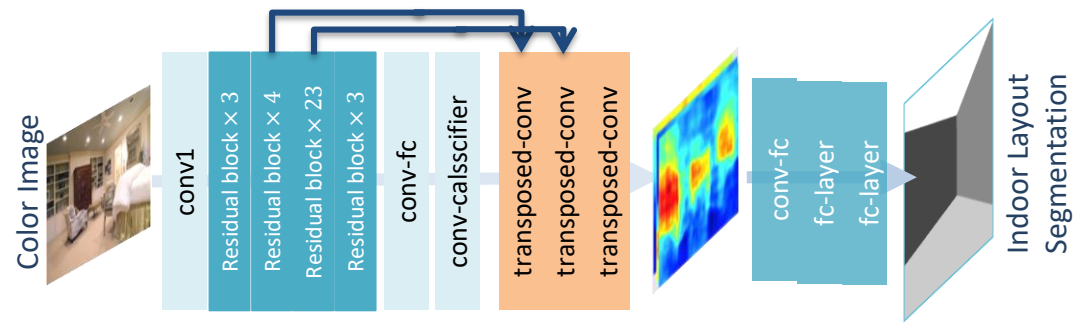 Color Image
conv1
Residual block × 3
Residual block × 4
Residual block × 23
Residual block × 3
conv-fc
conv-calsscifier
transposed-conv
transposed-conv
transposed-conv
conv-fc
fc-layer
fc-layer
Indoor Layout
Segmentation